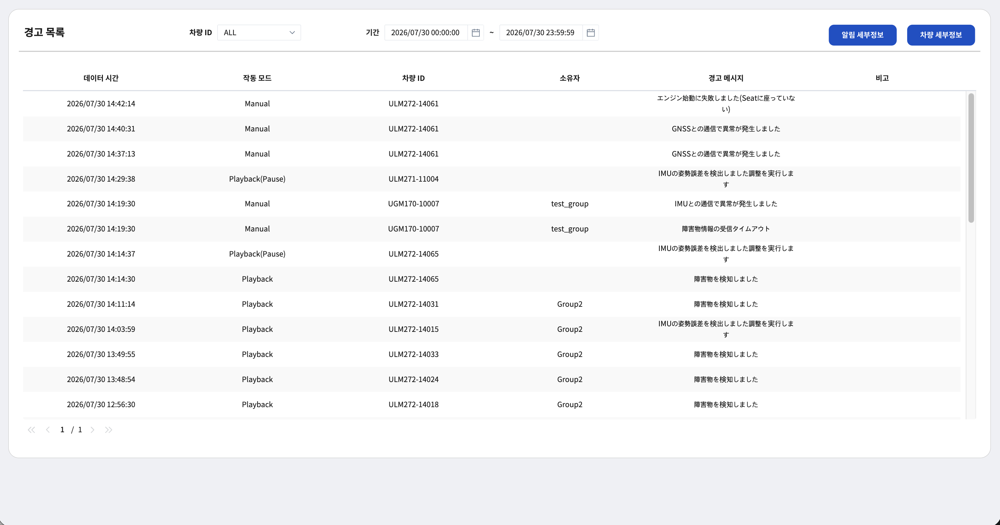 경고 목록
차량 ID ALL
기간 2026/07/30 00:00:00 ~ 2026/07/30 23:59:59
알림 세부정보 차량 세부정보
데이터 시간 작동 모드 차량 ID 소유자 경고 메시지 비고
2026/07/30 14:42:14 Manual ULM272-14061 エンジン始動に失敗しました(Seatに座っていな
い)
2026/07/30 14:40:31 Manual ULM272-14061 GNSSとの通信で異常が発生しました
2026/07/30 14:37:13 Manual ULM272-14061 GNSSとの通信で異常が発生しました
2026/07/30 14:29:38 Playback(Pause) ULM271-11004 IMUの姿勢誤差を検出しました調整を実行しま
す
2026/07/30 14:19:30 Manual UGM170-10007 test_group IMUとの通信で異常が発生しました
2026/07/30 14:19:30 Manual UGM170-10007 test_group 障害物情報の受信タイムアウト
2026/07/30 14:14:37 Playback(Pause) ULM272-14065 IMUの姿勢誤差を検出しました調整を実行しま
す
2026/07/30 14:14:30 Playback ULM272-14065 障害物を検知しました
2026/07/30 14:11:14 Playback ULM272-14031 Group2 障害物を検知しました
2026/07/30 14:03:59 Playback ULM272-14015 Group2 IMUの姿勢誤差を検出しました調整を実行しま
す
2026/07/30 13:49:55 Playback ULM272-14033 Group2 障害物を検知しました
2026/07/30 13:48:54 Playback ULM272-14024 Group2 障害物を検知しました
2026/07/30 12:56:30 Playback ULM272-14018 Group2 障害物を検知しました
1 / 1